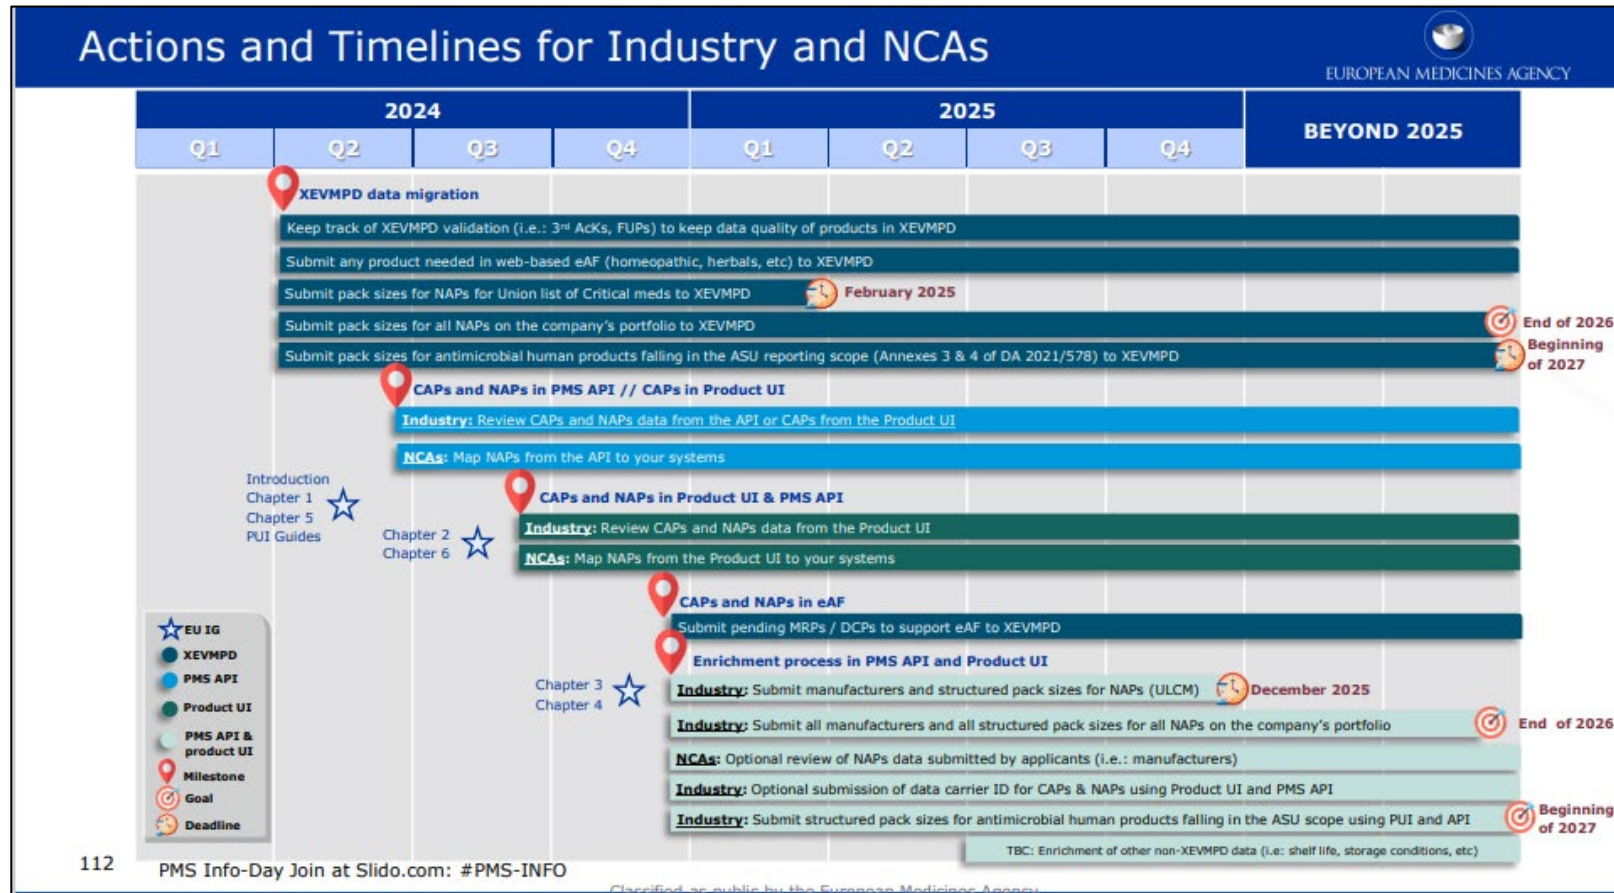 Actions and Timelines for Industry and NCAs
EUROPEAN MEDICINES AGENCY
2024
2025
BEYOND 2025
Q1
Q2
Q3
Q4
Q1
Q2
Q3
Q4
XEVMPD data migration
Keep track of XEVMPD validation (i.e.: 3rd AcKs, FUPs) to keep data quality of products in XEVMPD
Submit any product needed in web-based eAF (homeopathic, herbals, etc) to XEVMPD
Submit pack sizes for NAPs for Union list of Critical meds to XEVMPD
February 2025
Submit pack sizes for all NAPs on the company's portfolio to XEVMPD
End of 2026
Submit pack sizes for antimicrobial human products falling in the ASU reporting scope (Annexes 3 & 4 of DA 2021/578) to XEVMPD
Beginning
of 2027
CAPs and NAPs in PMS API // CAPs in Product UI
Industry: Review CAPs and NAPs data from the API or CAPs from the Product UI
NCAs: Map NAPs from the API to your systems
Introduction
Chapter 1
Chapter 5
PUI Guides
CAPs and NAPs in Product UI & PMS API
Industry: Review CAPs and NAPs data from the Product UI
NCAs: Map NAPs from the Product UI to your systems
Chapter 2
Chapter 6
CAPs and NAPs in eAF
Submit pending MRPs / DCPs to support eAF to XEVMPD
Enrichment process in PMS API and Product UI
Industry: Submit manufacturers and structured pack sizes for NAPs (ULCM)
December 2025
Chapter 3
Chapter 4
Industry: Submit all manufacturers and all structured pack sizes for all NAPs on the company's portfolio
End of 2026
NCAs: Optional review of NAPs data submitted by applicants (i.e.: manufacturers)
Industry: Optional submission of data carrier ID for CAPs & NAPs using Product UI and PMS API
Industry: Submit structured pack sizes for antimicrobial human products falling in the ASU scope using PUI and API
Beginning
of 2027
TBC: Enrichment of other non-XEVMPD data (i.e: shelf life, storage conditions, etc)
EU IG
XEVMPD
PMS API
Product UI
PMS API &
product UI
Milestone
Goal
Deadline
112
PMS Info-Day Join at Slido.com: #PMS-INFO
Classified as public by the European Medicines Agency